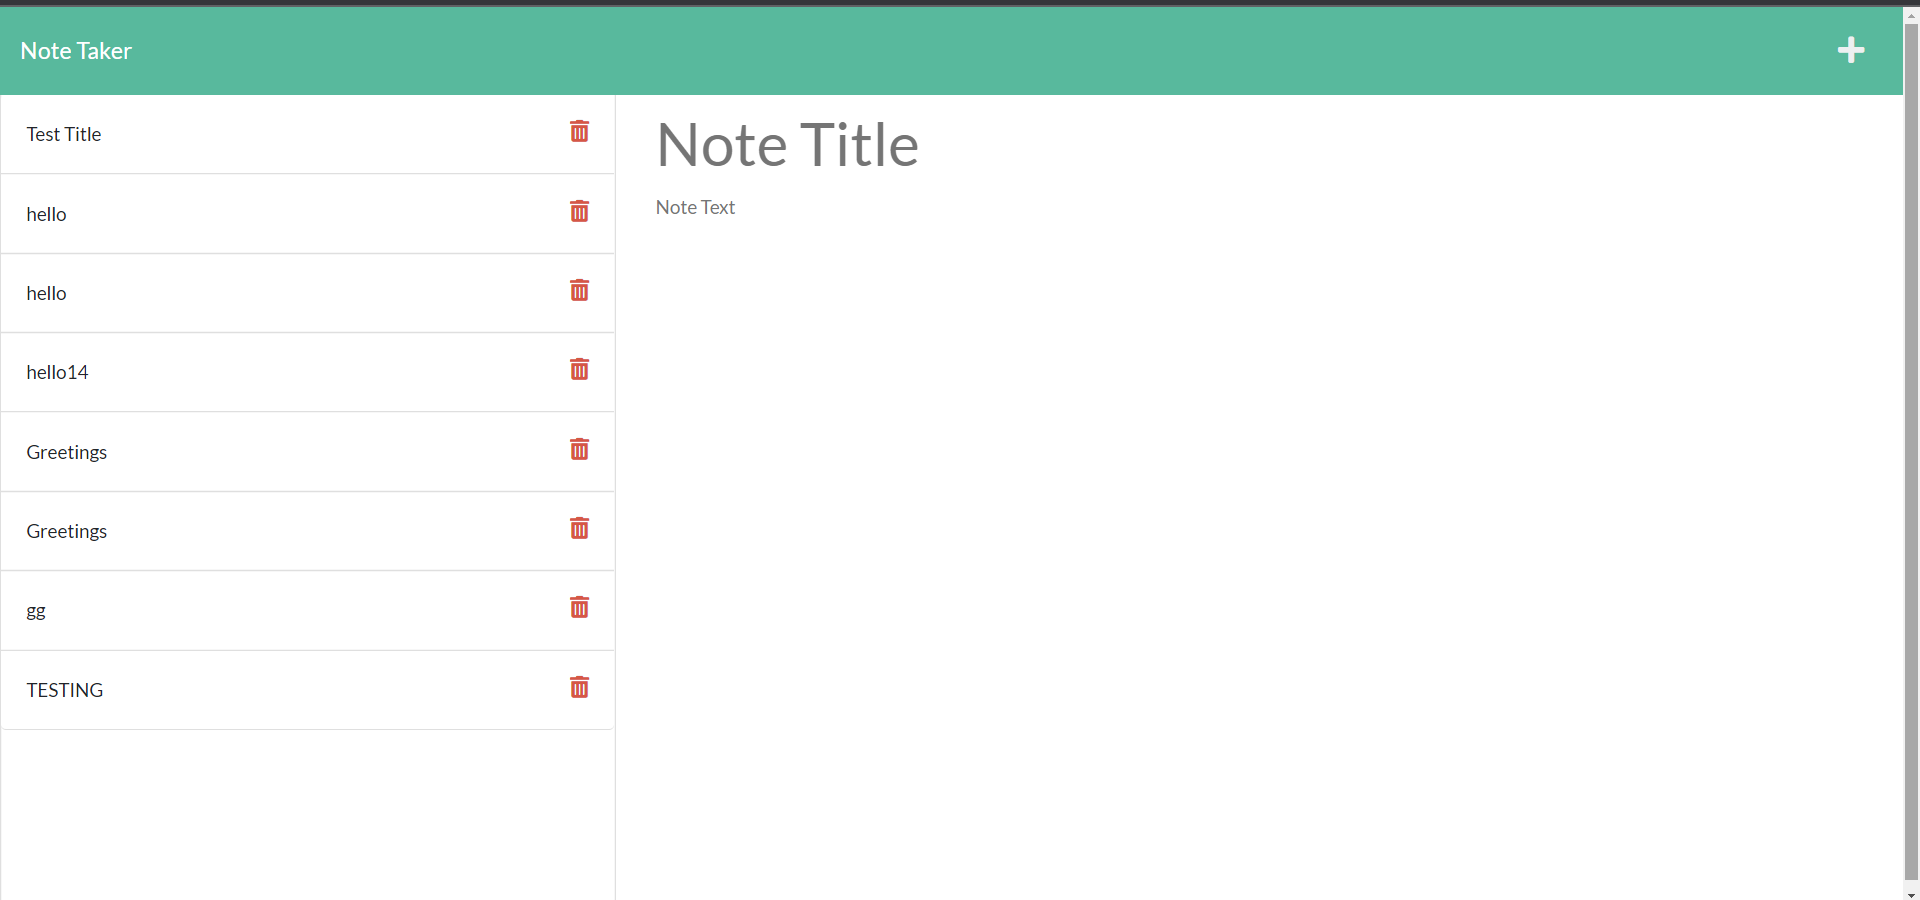 Note Taker
Test Title
hello
hello
hello14
Greetings
Greetings
gg
TESTING
Note Title
Note Text